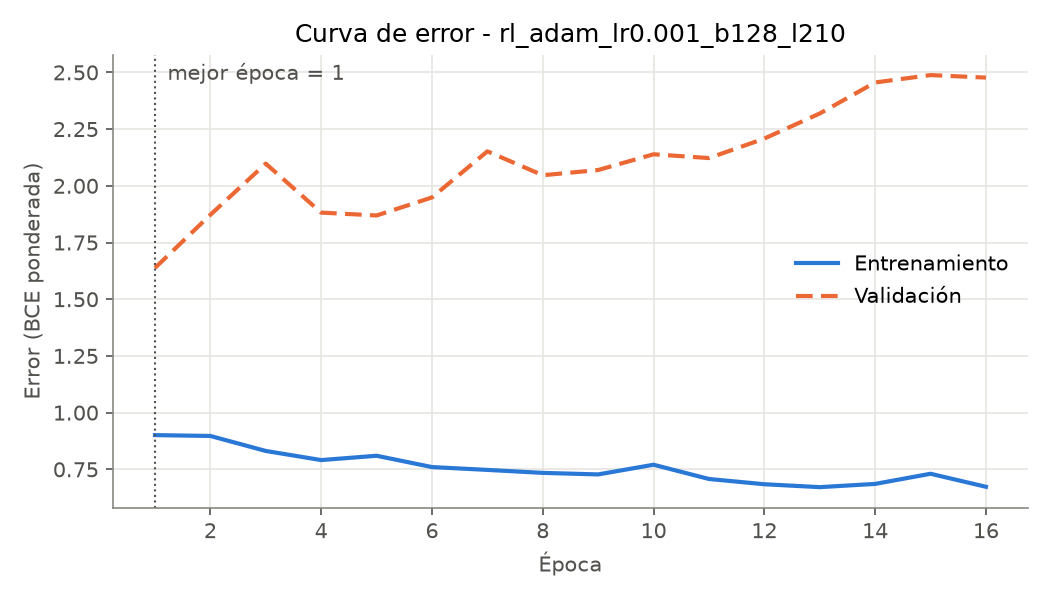 Curva de error - rl_adam_lr0.001_b128_l210
mejor época = 1
2.50
2.25
2.00
1.75
1.50
1.25
1.00
0.75
Error (BCE ponderada)
Entrenamiento
Validación
2 4 6 8 10 12 14 16
Época